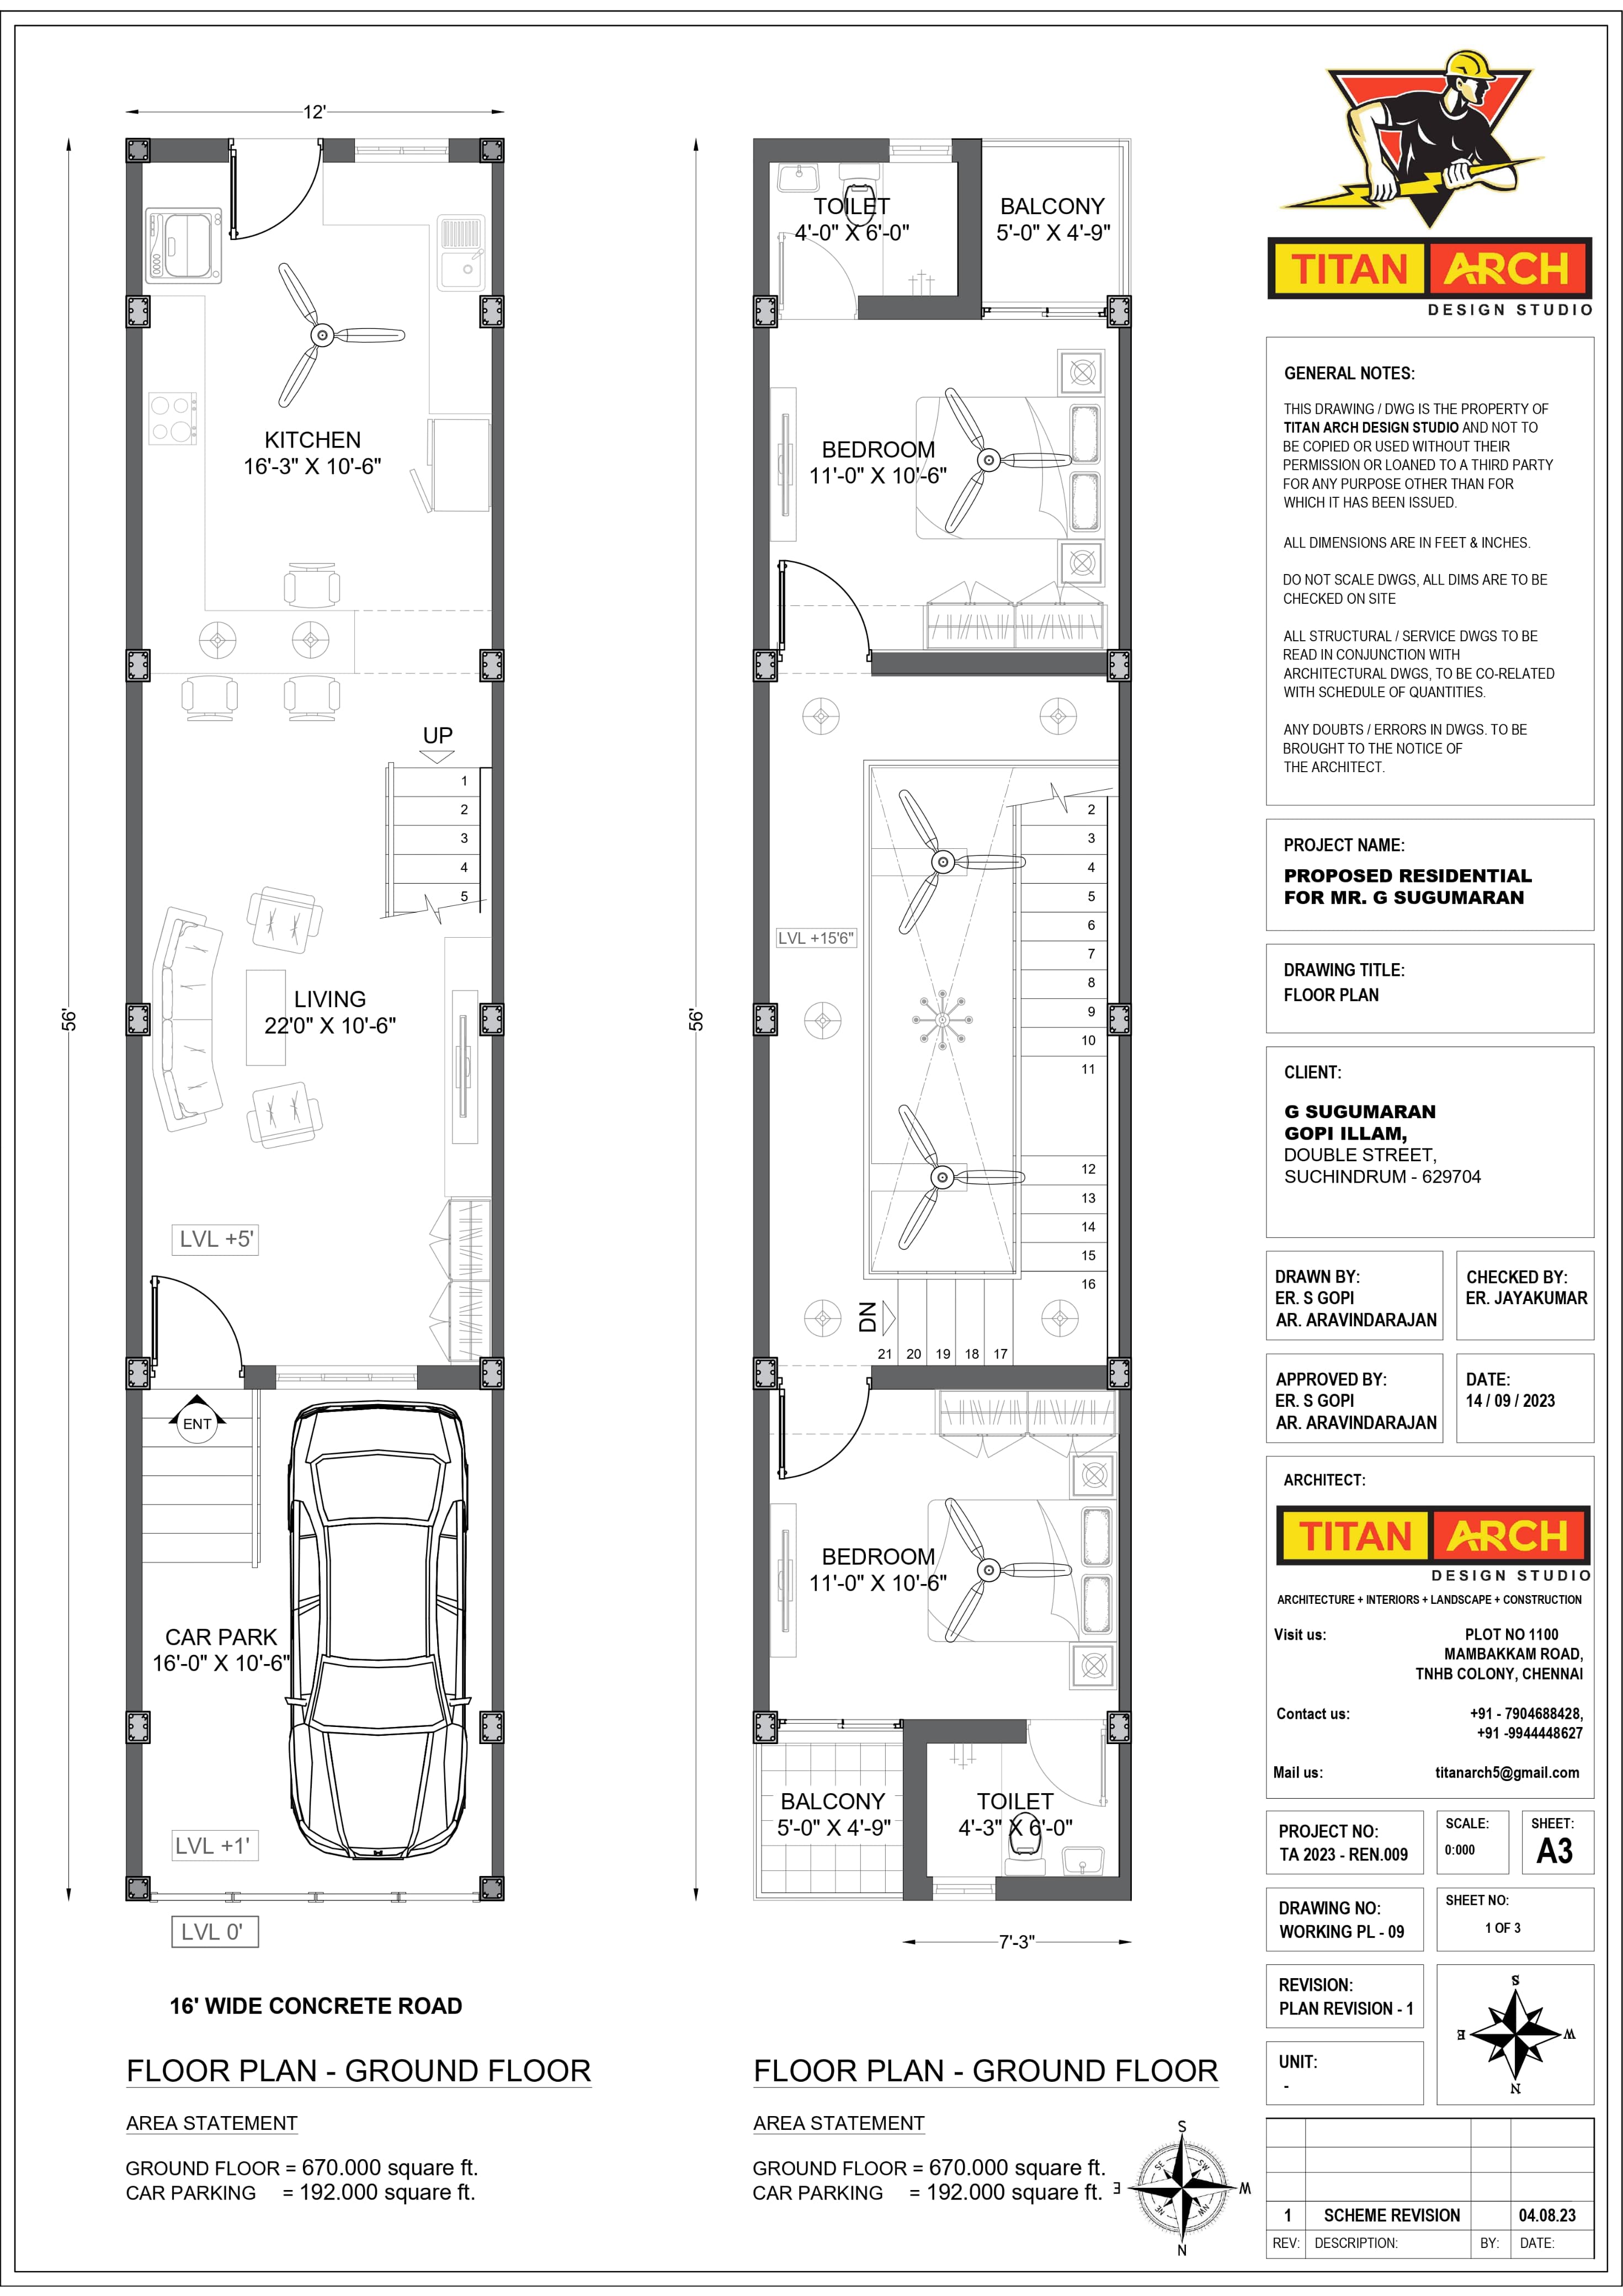 12'
56'
KITCHEN
16'-3" X 10'-6"
UP
1
2
3
4
5
LIVING
22'0" X 10'-6"
LVL +5'
ENT
CAR PARK
16'-0" X 10'-6"
LVL +1'
LVL 0'
16' WIDE CONCRETE ROAD
FLOOR PLAN - GROUND FLOOR
AREA STATEMENT
GROUND FLOOR = 670.000 square ft.
CAR PARKING = 192.000 square ft.
56'
TOILET
4'-0" X 6'-0"
BALCONY
5'-0" X 4'-9"
BEDROOM
11'-0" X 10'-6"
2
3
4
5
6
LVL +15'6"
7
8
9
10
11
12
13
14
15
16
DN
21 20 19 18 17
BEDROOM
11'-0" X 10'-6"
BALCONY
5'-0" X 4'-9"
TOILET
4'-3" X 6'-0"
7'-3"
FLOOR PLAN - GROUND FLOOR
AREA STATEMENT
GROUND FLOOR = 670.000 square ft.
CAR PARKING = 192.000 square ft.
S
SE SW
E W
NE NW
N
TITAN ARCH
DESIGN STUDIO
GENERAL NOTES:
THIS DRAWING / DWG IS THE PROPERTY OF
TITAN ARCH DESIGN STUDIO AND NOT TO
BE COPIED OR USED WITHOUT THEIR
PERMISSION OR LOANED TO A THIRD PARTY
FOR ANY PURPOSE OTHER THAN FOR
WHICH IT HAS BEEN ISSUED.
ALL DIMENSIONS ARE IN FEET & INCHES.
DO NOT SCALE DWGS, ALL DIMS ARE TO BE
CHECKED ON SITE
ALL STRUCTURAL / SERVICE DWGS TO BE
READ IN CONJUNCTION WITH
ARCHITECTURAL DWGS, TO BE CO-RELATED
WITH SCHEDULE OF QUANTITIES.
ANY DOUBTS / ERRORS IN DWGS. TO BE
BROUGHT TO THE NOTICE OF
THE ARCHITECT.
PROJECT NAME:
PROPOSED RESIDENTIAL
FOR MR. G SUGUMARAN
DRAWING TITLE:
FLOOR PLAN
CLIENT:
G SUGUMARAN
GOPI ILLAM,
DOUBLE STREET,
SUCHINDRUM - 629704
DRAWN BY:
ER. S GOPI
AR. ARAVINDARAJAN
CHECKED BY:
ER. JAYAKUMAR
APPROVED BY:
ER. S GOPI
AR. ARAVINDARAJAN
DATE:
14 / 09 / 2023
ARCHITECT:
TITAN ARCH
DESIGN STUDIO
ARCHITECTURE + INTERIORS + LANDSCAPE + CONSTRUCTION
Visit us: PLOT NO 1100
MAMBAKKAM ROAD,
TNHB COLONY, CHENNAI
Contact us: +91 - 7904688428,
+91 -9944448627
Mail us: titanarch5@gmail.com
PROJECT NO:
TA 2023 - REN.009
SCALE:
0:000
SHEET:
A3
DRAWING NO:
WORKING PL - 09
SHEET NO:
1 OF 3
REVISION:
PLAN REVISION - 1
UNIT:
-
S
E W
N
1 SCHEME REVISION 04.08.23
REV: DESCRIPTION: BY: DATE: